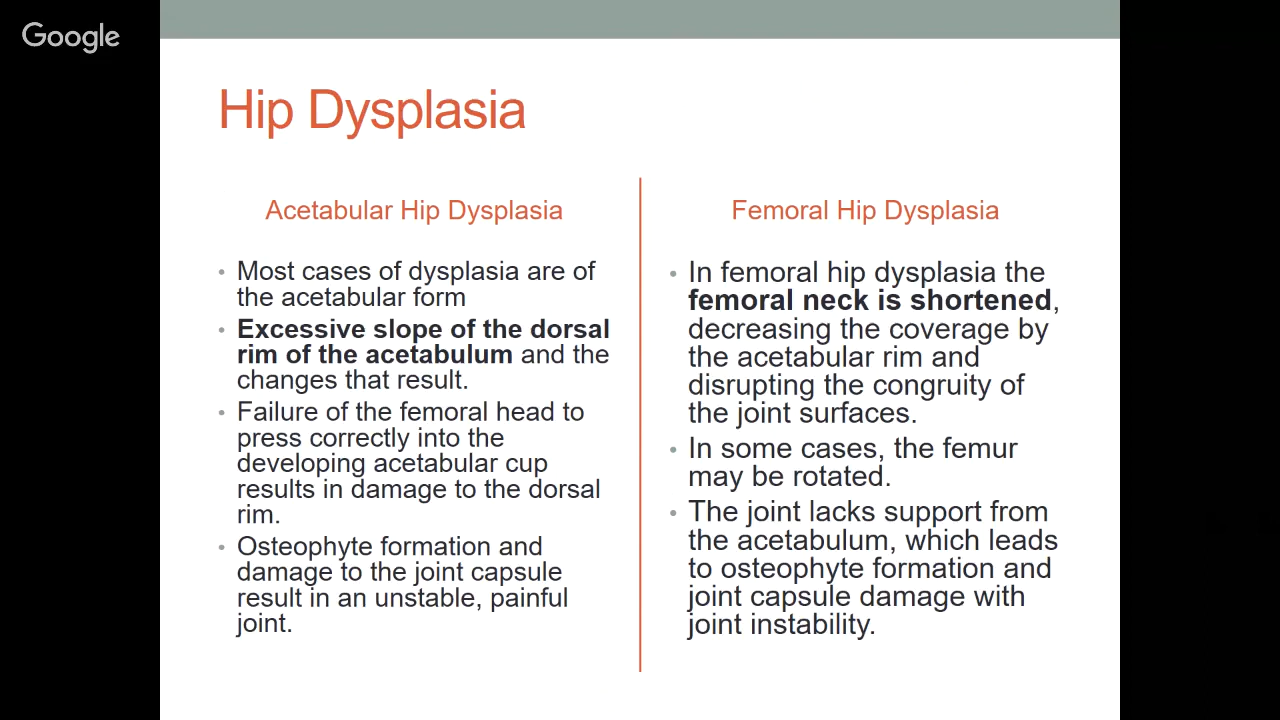 Google
Hip Dysplasia
Acetabular Hip Dysplasia
• Most cases of dysplasia are of
the acetabular form
• Excessive slope of the dorsal
rim of the acetabulum and the
changes that result.
• Failure of the femoral head to
press correctly into the
developing acetabular cup
results in damage to the dorsal
rim.
• Osteophyte formation and
damage to the joint capsule
result in an unstable, painful
joint.
Femoral Hip Dysplasia
• In femoral hip dysplasia the
femoral neck is shortened,
decreasing the coverage by
the acetabular rim and
disrupting the congruity of
the joint surfaces.
• In some cases, the femur
may be rotated.
• The joint lacks support from
the acetabulum, which leads
to osteophyte formation and
joint capsule damage with
joint instability.